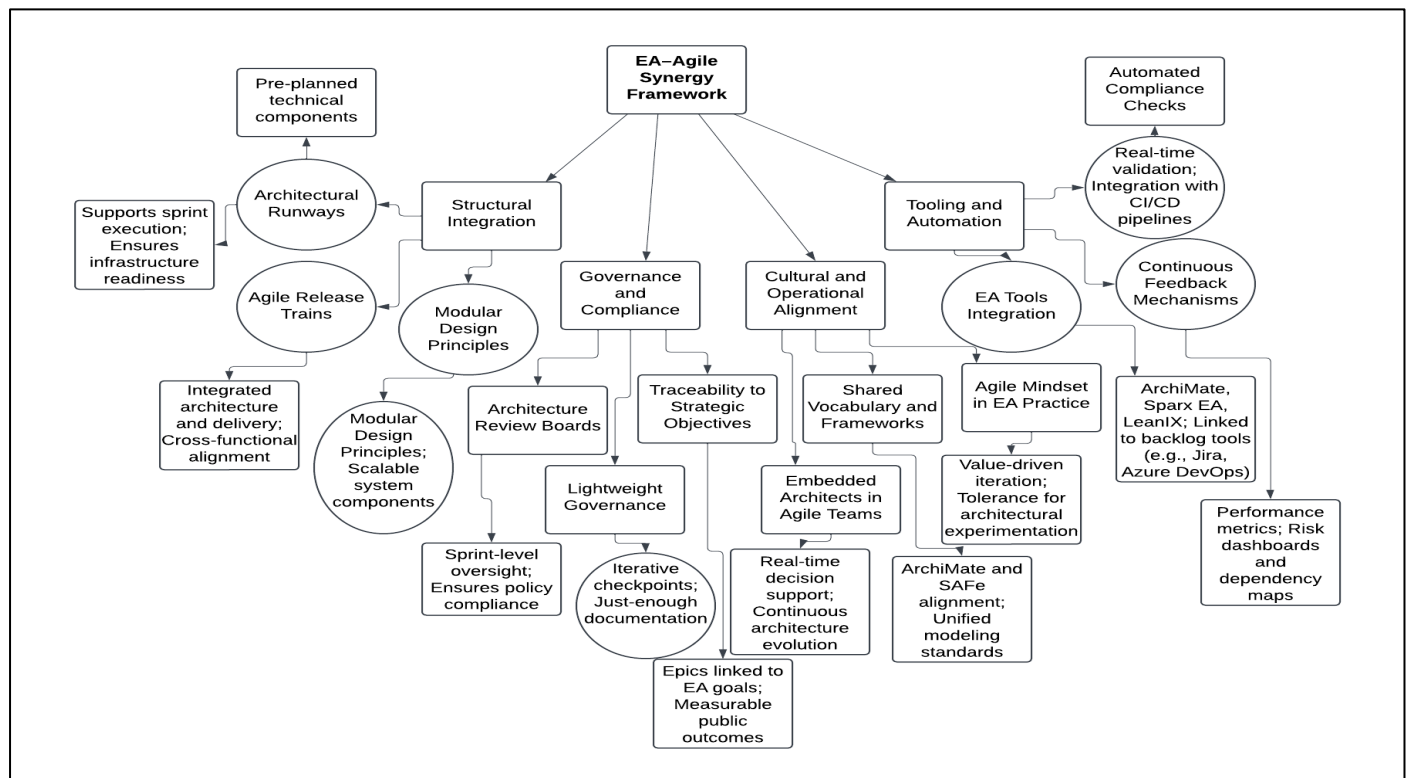 EA–Agile
Synergy
Framework
Pre-planned
technical
components
Automated
Compliance
Checks
Architectural
Runways
Structural
Integration
Tooling and
Automation
Real-time
validation;
Integration with
CI/CD
pipelines
Supports sprint
execution;
Ensures
infrastructure
readiness
Agile Release
Trains
Modular
Design
Principles
Governance
and
Compliance
Cultural and
Operational
Alignment
EA Tools
Integration
Continuous
Feedback
Mechanisms
Integrated
architecture
and delivery;
Cross-functional
alignment
Modular
Design
Principles;
Scalable
system
components
Architecture
Review Boards
Traceability to
Strategic
Objectives
Shared
Vocabulary and
Frameworks
Agile Mindset
in EA Practice
ArchiMate,
Sparx EA,
LeanIX; Linked
to backlog tools
(e.g., Jira,
Azure DevOps)
Lightweight
Governance
Embedded
Architects in
Agile Teams
Value-driven
iteration;
Tolerance for
architectural
experimentation
Performance
metrics; Risk
dashboards
and
dependency
maps
Sprint-level
oversight;
Ensures policy
compliance
Iterative
checkpoints;
Just-enough
documentation
Real-time
decision
support;
Continuous
architecture
evolution
ArchiMate and
SAFe
alignment;
Unified
modeling
standards
Epics linked to
EA goals;
Measurable
public
outcomes